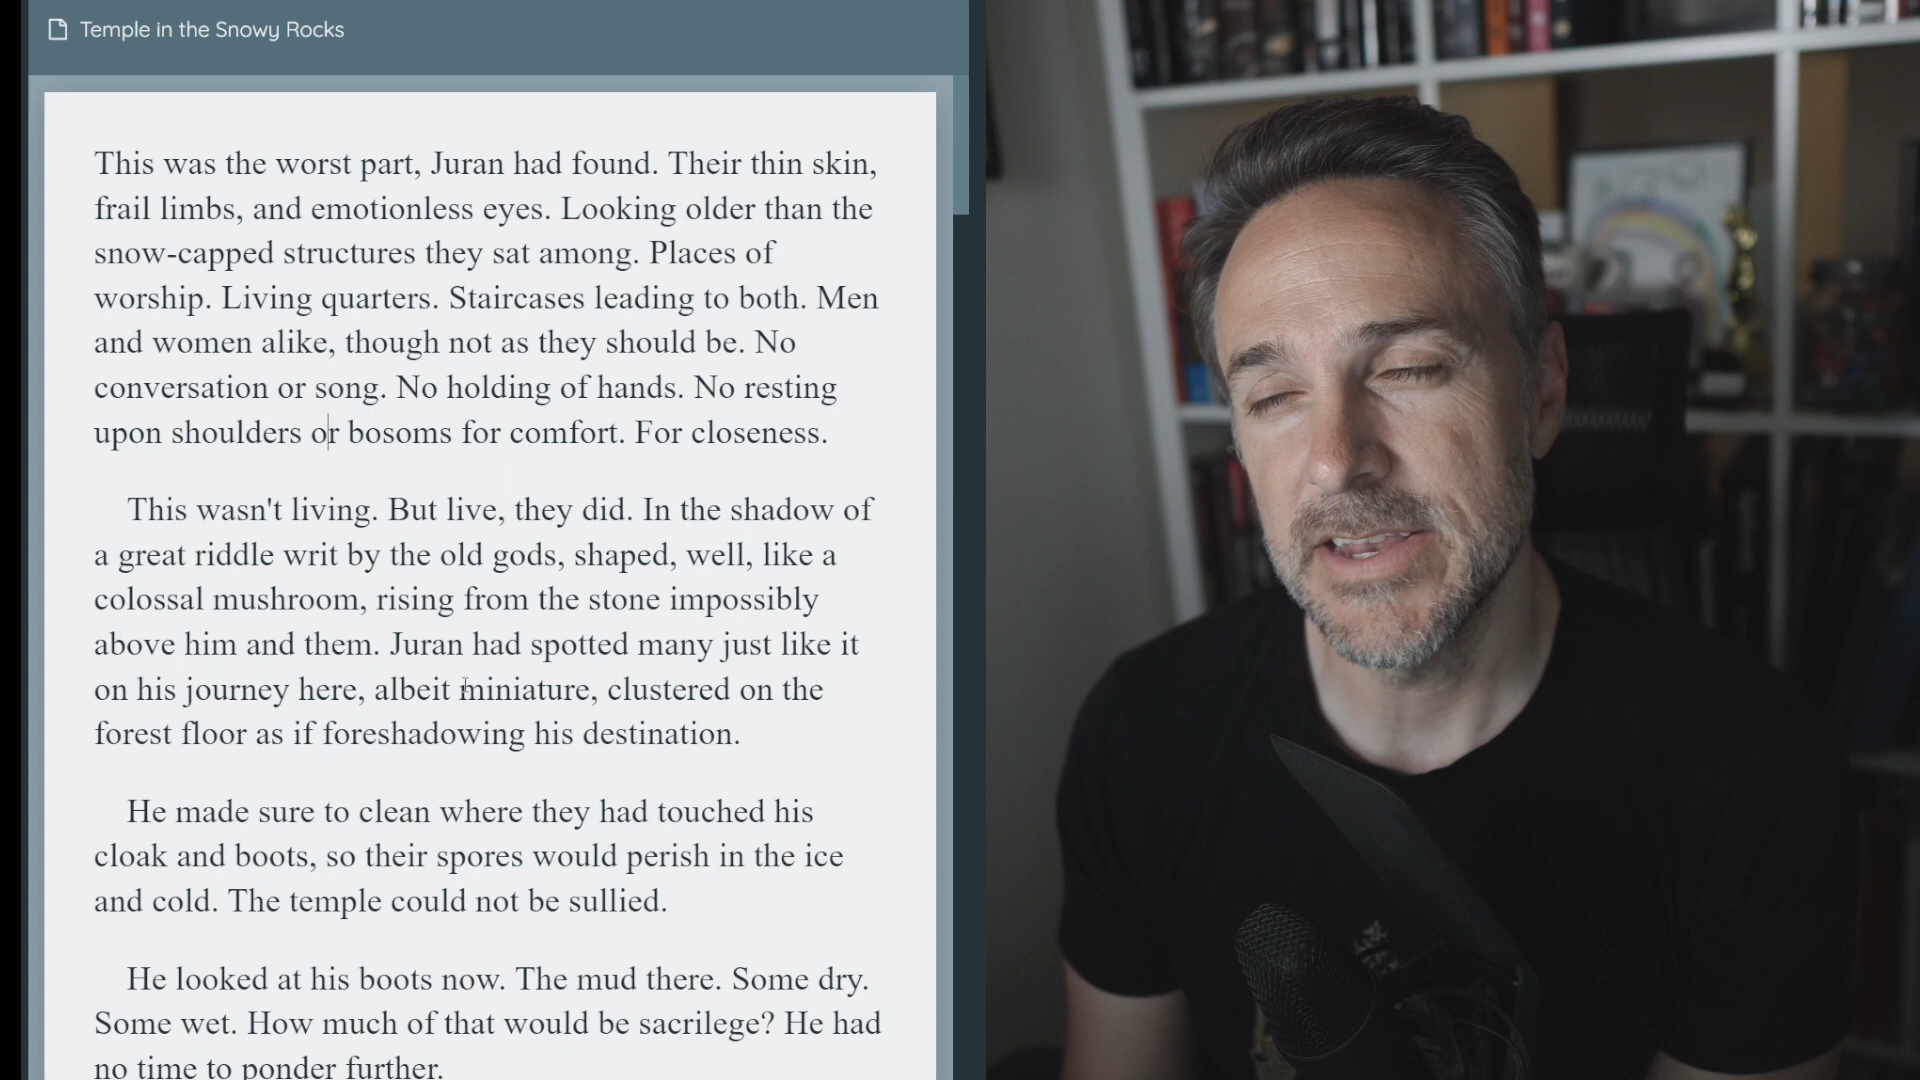 Temple in the Snowy Rocks
This was the worst part, Juran had found. Their thin skin,
frail limbs, and emotionless eyes. Looking older than the
snow-capped structures they sat among. Places of
worship. Living quarters. Staircases leading to both. Men
and women alike, though not as they should be. No
conversation or song. No holding of hands. No resting
upon shoulders or bosoms for comfort. For closeness.
This wasn't living. But live, they did. In the shadow of
a great riddle writ by the old gods, shaped, well, like a
colossal mushroom, rising from the stone impossibly
above him and them. Juran had spotted many just like it
on his journey here, albeit miniature, clustered on the
forest floor as if foreshadowing his destination.
He made sure to clean where they had touched his
cloak and boots, so their spores would perish in the ice
and cold. The temple could not be sullied.
He looked at his boots now. The mud there. Some dry.
Some wet. How much of that would be sacrilege? He had
no time to ponder further.